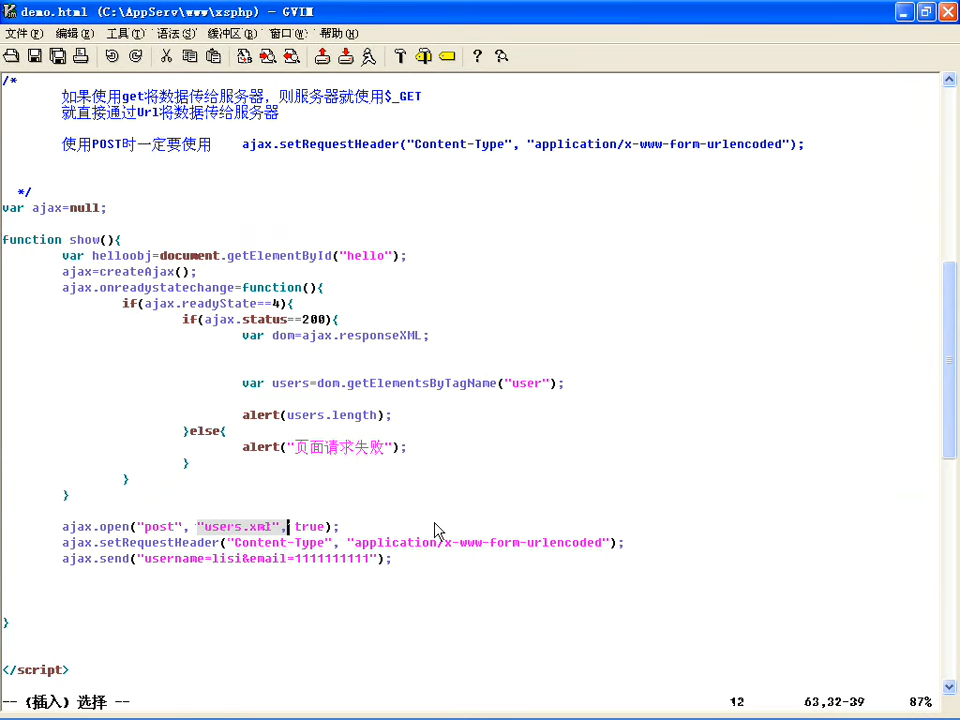 demo.html (C:\AppServ\www\xsphp) - GVIM
文件(F) 编辑(E) 工具(T) 语法(S) 缓冲区(B) 窗口(W) 帮助(H)
/*
如果使用get将数据传给服务器，则服务器就使用$_GET
就直接通过Url将数据传给服务器
使用POST时一定要使用 ajax.setRequestHeader("Content-Type", "application/x-www-form-urlencoded");
*/
var ajax=null;
function show(){
var helloobj=document.getElementById("hello");
ajax=createAjax();
ajax.onreadystatechange=function(){
if(ajax.readyState==4){
if(ajax.status==200){
var dom=ajax.responseXML;
var users=dom.getElementsByTagName("user");
alert(users.length);
}else{
alert("页面请求失败");
}
}
}
ajax.open("post", "users.xml", true);
ajax.setRequestHeader("Content-Type", "application/x-www-form-urlencoded");
ajax.send("username=lisi&email=1111111111");
}
</script>
-- (插入) 选择 -- 12 63,32-39 87%